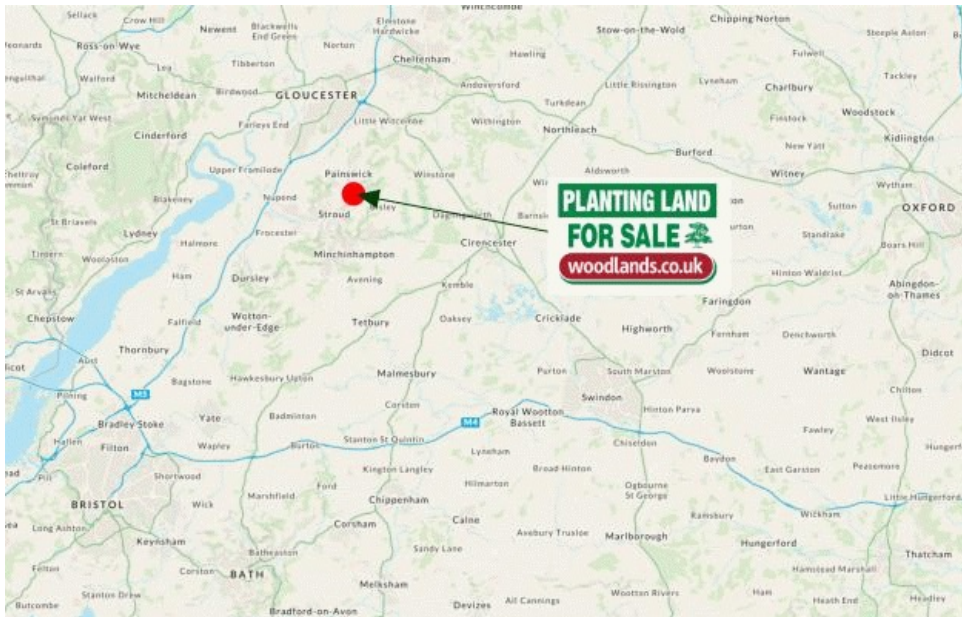 Winchcombe
Sellack
Crow Hill
Newent
Blackwells
End Green
Elmstone
Hardwicke
Stow-on-the-Wold
Chipping Norton
Steeple Aston
Ross-on-Wye
Norton
Lea
Tibberton
Cheltenham
Hawling
Fulwell
Walford
Mitcheldean
Birdwood
GLOUCESTER
Andoversford
Little Rissington
Lyneham
Charlbury
Tackley
Symonds Yat West
Cinderford
Farleys End
Little Witcombe
Withington
Turkdean
Northleach
Finstock
Woodstock
Kidlington
Coleford
Upper Framilode
Painswick
Winstone
Aldsworth
Burford
New Yatt
Witney
Wytham
Blakeney
Nupend
Stroud
Bisley
Daglingworth
Sutton
OXFORD
St Briavels
Lydney
Halmore
Frocester
Minchinhampton
Cirencester
PLANTING LAND
FOR SALE
woodlands.co.uk
Standlake
Boars Hill
Woolaston
Ham
Dursley
Avening
Kemble
Hinton Waldrist
Abingdon-
on-Thames
St Arvans
Chepstow
Falfield
Wotton-
under-Edge
Tetbury
Oaksey
Cricklade
Highworth
Faringdon
Fernham
Denchworth
Didcot
Thornbury
Aust
Bagstone
Hawkesbury Upton
Malmesbury
Purton
South Marston
Woolstone
Wantage
Chilton
Pilning
M5
Bradley Stoke
Yate
Badminton
Corston
M4
Royal Wootton
Bassett
Swindon
Hinton Parva
Fawley
West Ilsley
Hallen
Filton
Wapley
Burton
Stanton St Quintin
Lyneham
Chiseldon
Baydon
East Garston
Peasemore
Pill
Shortwood
Kington Langley
Broad Hinton
BRISTOL
Wick
Marshfield
Ford
Chippenham
Hilmarton
Ogbourne
St George
Ramsbury
Wickham
Little Hungerford
Long Ashton
Keynsham
Corsham
Calne
Avebury Trusloe
Marlborough
Hungerford
Thatcham
Felton
Corston
Batheaston
BATH
Sandy Lane
Hamstead Marshall
Butcombe
Stanton Drew
Melksham
Bradford-on-Avon
Devizes
All Cannings
Wootton Rivers
Ham
Heath End
Headley